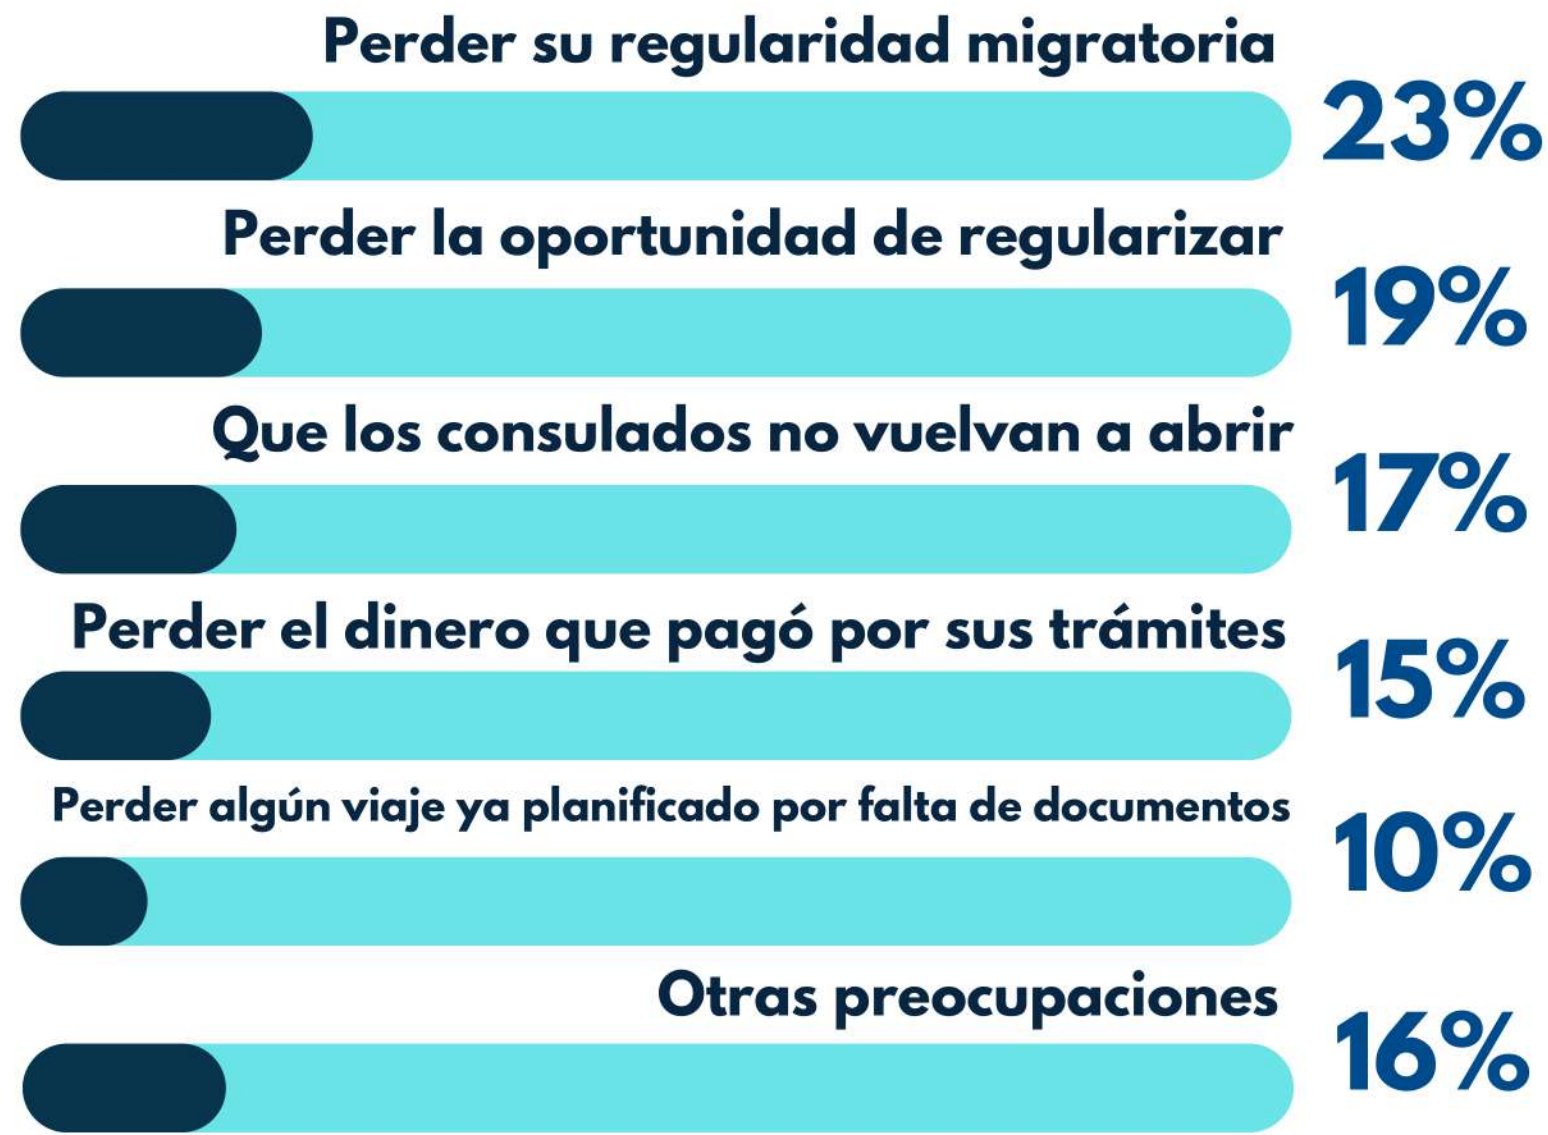 Perder su regularidad migratoria
23%
Perder la oportunidad de regularizar
19%
Que los consulados no vuelvan a abrir
17%
Perder el dinero que pagó por sus trámites
15%
Perder algún viaje ya planificado por falta de documentos
10%
Otras preocupaciones
16%